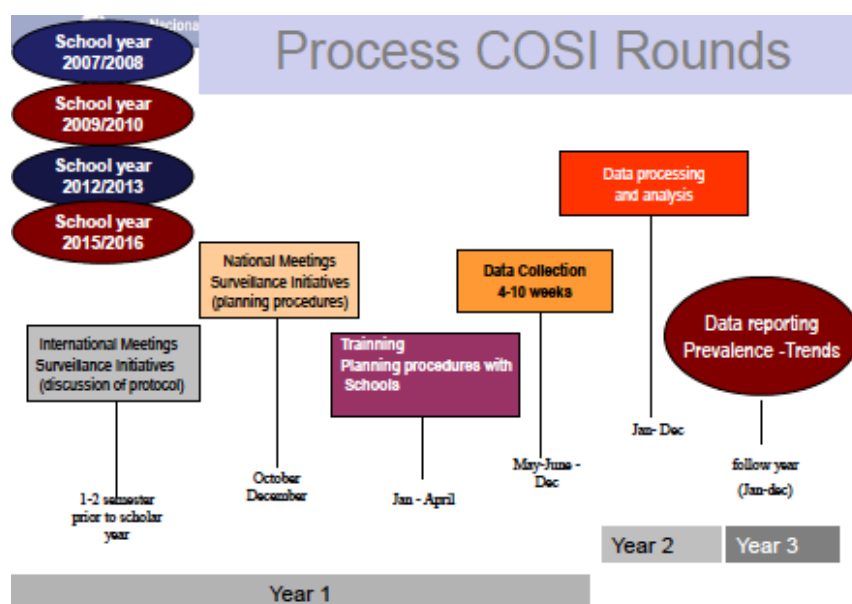 Naciona
School year
2007/2008
Process COSI Rounds
School year
2009/2010
School year
2012/2013
School year
2015/2016
Data processing
and analysis
National Meetings
Surveillance Initiatives
(planning procedures)
Data Collection
4-10 weeks
International Meetings
Surveillance Initiatives
(discussion of protocol)
Trainning
Planning procedures with
Schools
Data reporting
Prevalence -Trends
1-2 semester
prior to scholar
year
October
December
Jan - April
May-June -
Dec
Jan- Dec
follow year
(Jan-dec)
Year 2
Year 3
Year 1